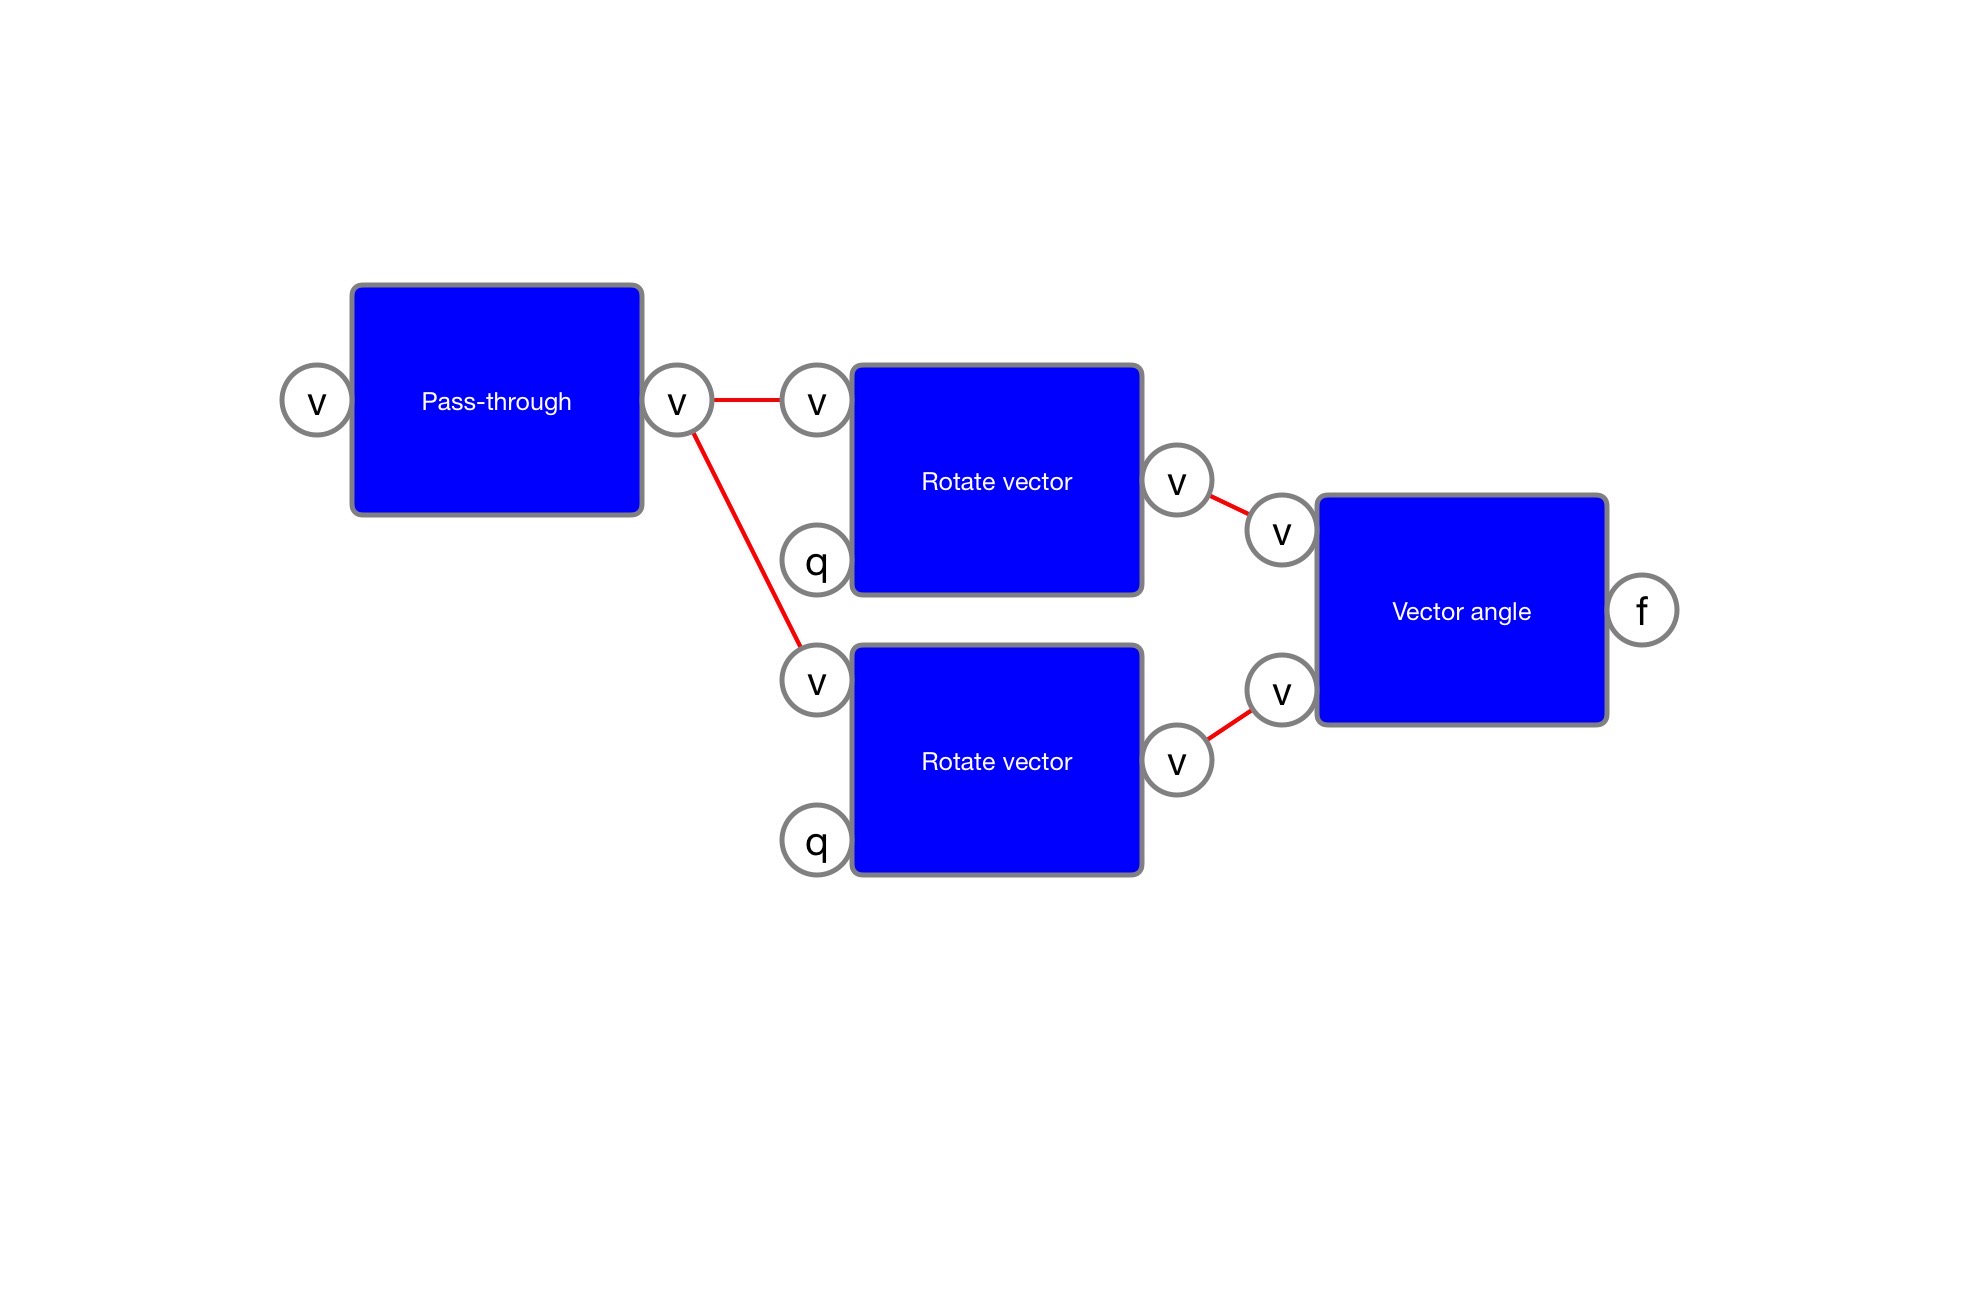 v
Pass-through
v
v
Rotate vector
q
v
v
Vector angle
f
v
Rotate vector
q
v
v